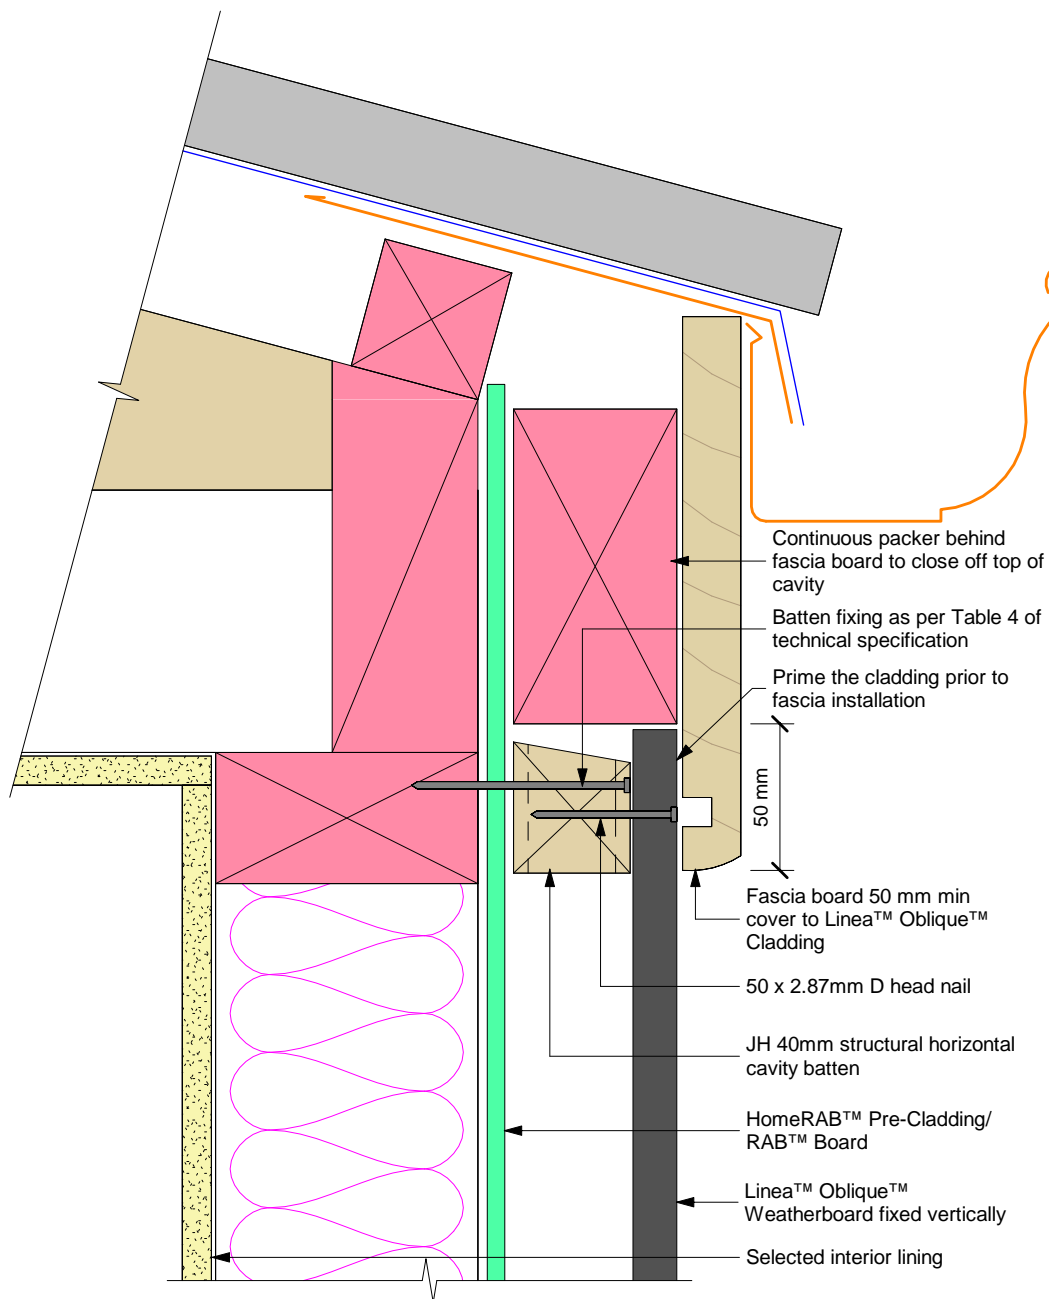 Continuous packer behind
fascia board to close off top of
cavity
Batten fixing as per Table 4 of
technical specification
Prime the cladding prior to
fascia installation
50 mm
Fascia board 50 mm min
cover to Linea™ Oblique™
Cladding
50 x 2.87mm D head nail
JH 40mm structural horizontal
cavity batten
HomeRAB™ Pre-Cladding/
RAB™ Board
Linea™ Oblique™
Weatherboard fixed vertically
Selected interior lining